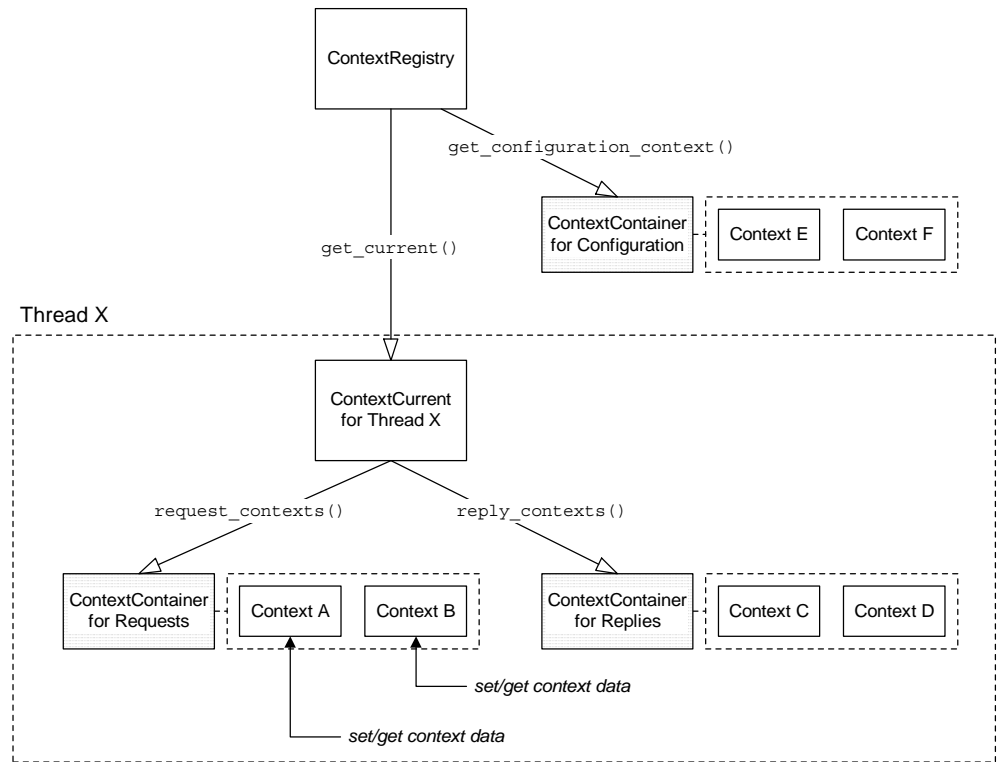 ContextRegistry
get_configuration_context()
ContextContainer
for Configuration
Context E
Context F
get_current()
Thread X
ContextCurrent
for Thread X
request_contexts()
reply_contexts()
ContextContainer
for Requests
Context A
Context B
ContextContainer
for Replies
Context C
Context D
set/get context data
set/get context data